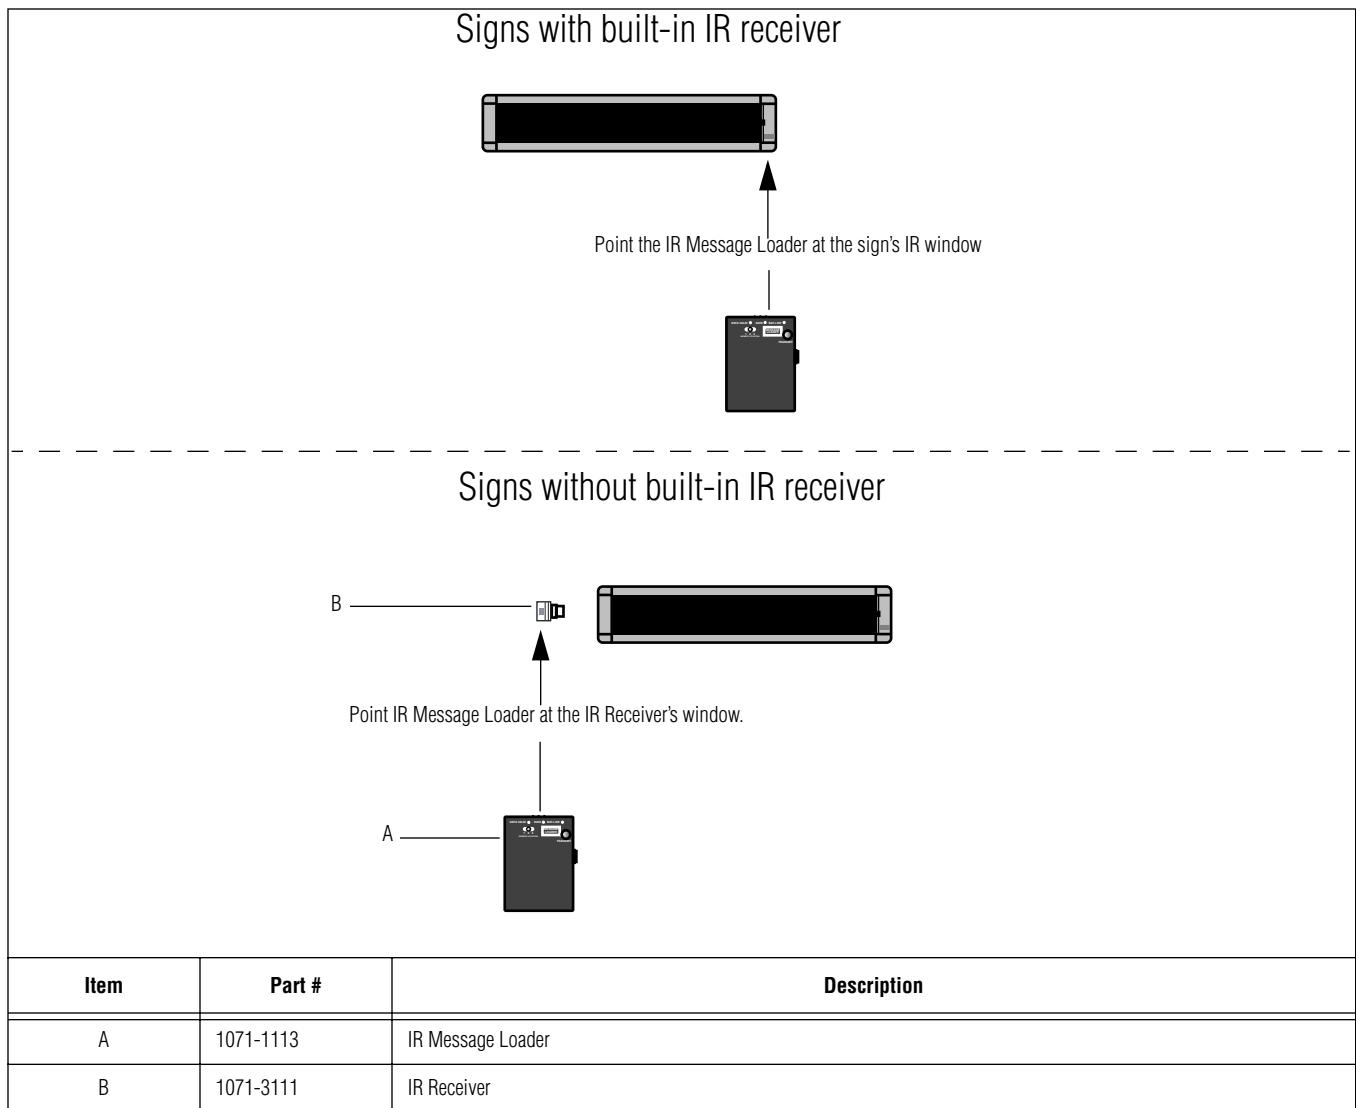 Signs with built-in IR receiver
Point the IR Message Loader at the sign's IR window
Signs without built-in IR receiver
B
Point IR Message Loader at the IR Receiver's window.
A
Item Part # Description
A 1071-1113 IR Message Loader
B 1071-3111 IR Receiver